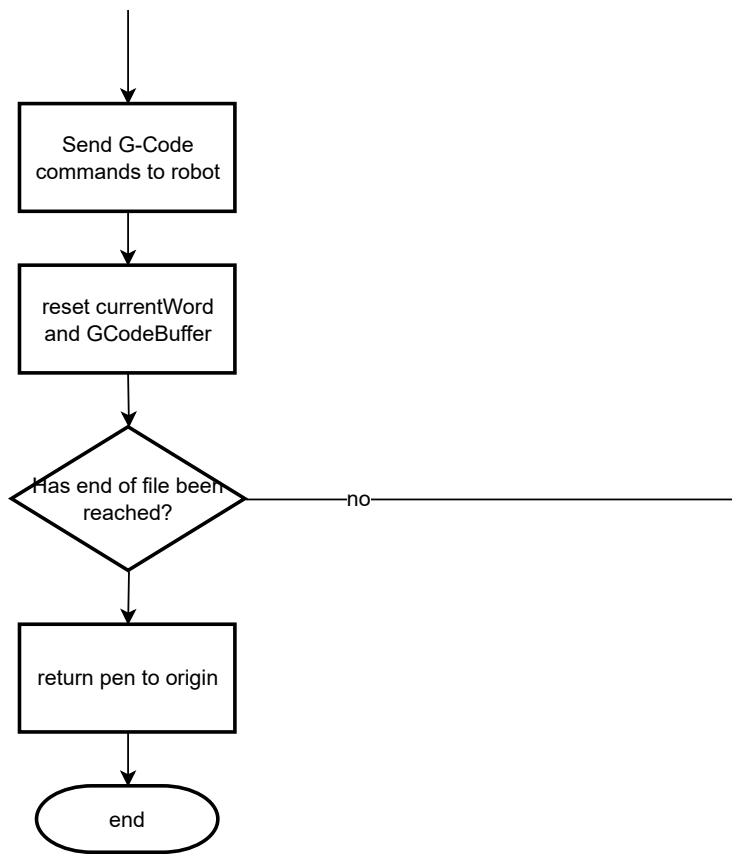 Send G-Code
commands to robot
reset currentWord
and GCodeBuffer
Has end of file been
reached?
no
return pen to origin
end